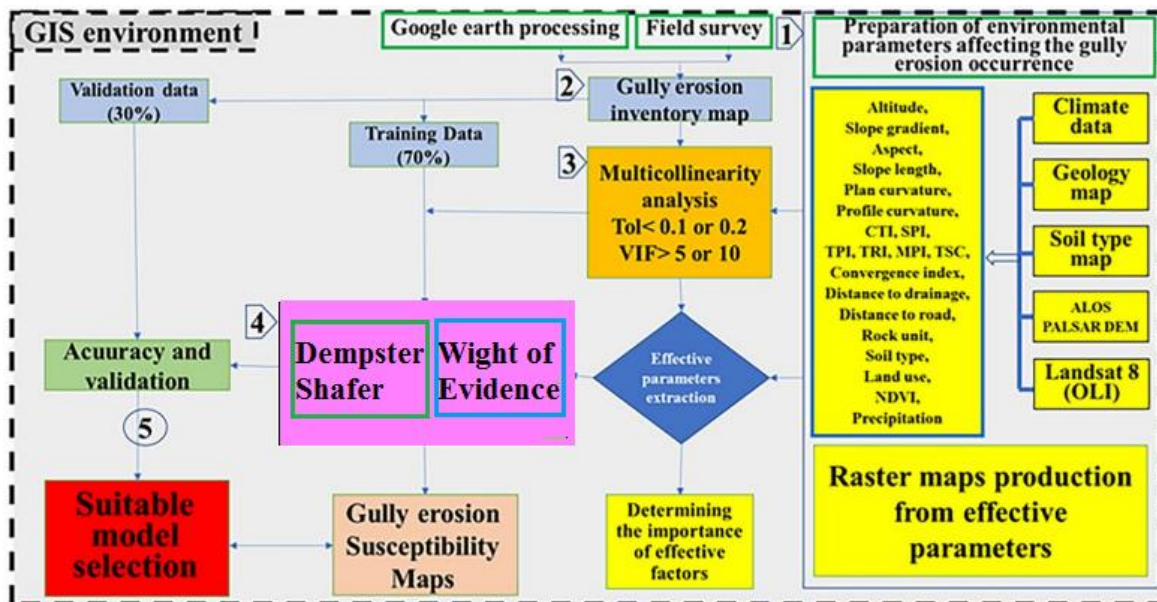 GIS environment
Google earth processing
Field survey
1
Preparation of environmental
parameters affecting the gully
erosion occurrence
Validation data
(30%)
2
Gully erosion
inventory map
Training Data
(70%)
3
Multicollinearity
analysis
Tol< 0.1 or 0.2
VIF> 5 or 10
Altitude,
Slope gradient,
Aspect,
Slope length,
Plan curvature,
Profile curvature,
CTI, SPI,
TPI, TRI, MPI, TSC,
Convergence index,
Distance to drainage,
Distance to road,
Rock unit,
Soil type,
Land use,
NDVI,
Precipitation
Climate
data
Geology
map
Soil type
map
ALOS
PALSAR DEM
Landsat 8
(OLI)
4
Dempster
Shafer
Wight of
Evidence
Effective
parameters
extraction
Acuuracy and
validation
5
Suitable
model
selection
Gully erosion
Susceptibility
Maps
Determining
the importance
of effective
factors
Raster maps production
from effective
parameters